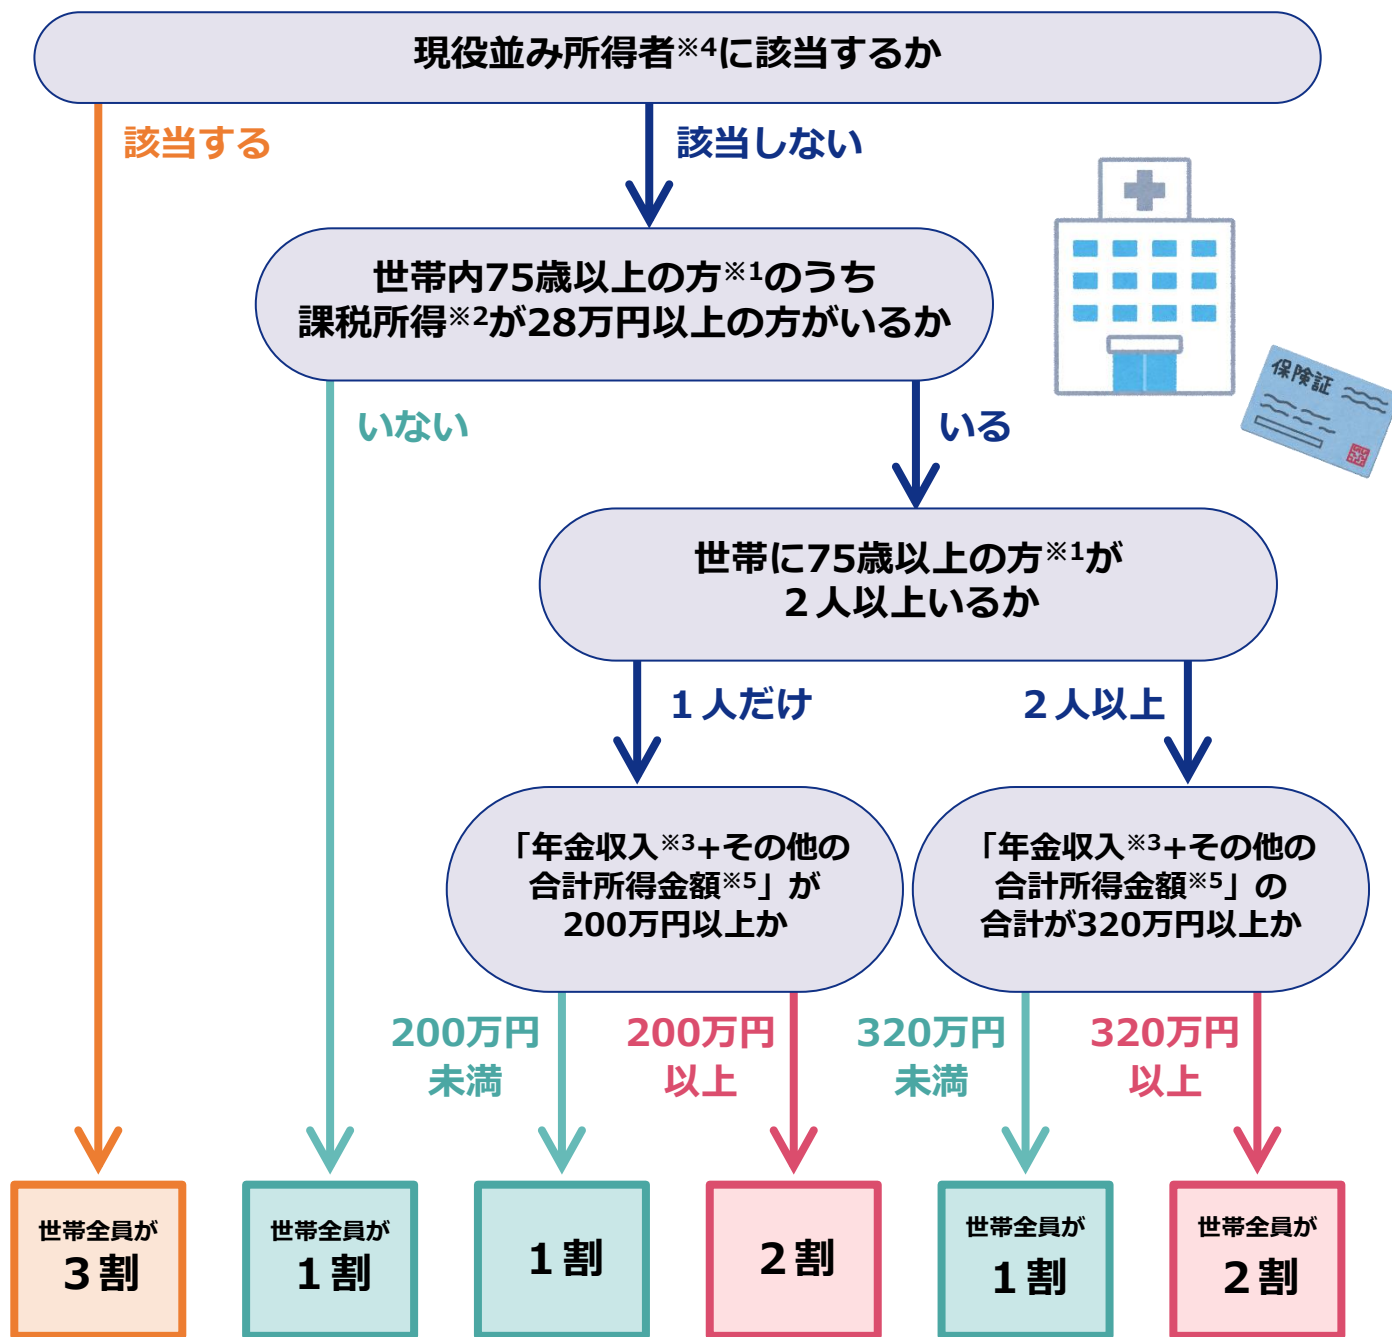 現役並み所得者※4に該当するか
該当する
該当しない
世帯内75歳以上の方※1のうち
課税所得※2が28万円以上の方がいるか
保険証
いない
いる
世帯に75歳以上の方※1が
２人以上いるか
１人だけ
２人以上
「年金収入※3+その他の
合計所得金額※5」が
200万円以上か
「年金収入※3+その他の
合計所得金額※5」の
合計が320万円以上か
200万円
未満
200万円
以上
320万円
未満
320万円
以上
世帯全員が
３割
世帯全員が
１割
１割
２割
世帯全員が
１割
世帯全員が
２割